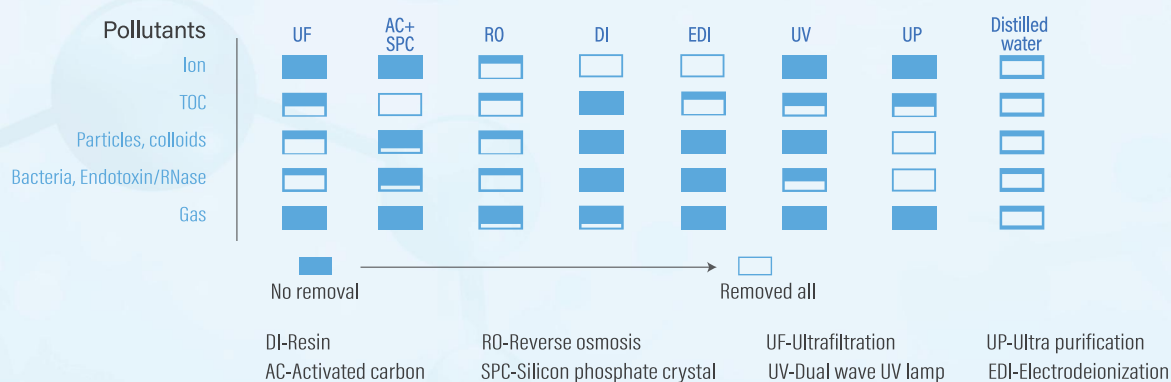 Pollutants UF AC+ SPC RO DI EDI UV UP Distilled water
Ion
TOC
Particles, colloids
Bacteria, Endotoxin/RNase
Gas
No removal Removed all
DI-Resin RO-Reverse osmosis UF-Ultrafiltration UP-Ultra purification
AC-Activated carbon SPC-Silicon phosphate crystal UV-Dual wave UV lamp EDI-Electrodeionization